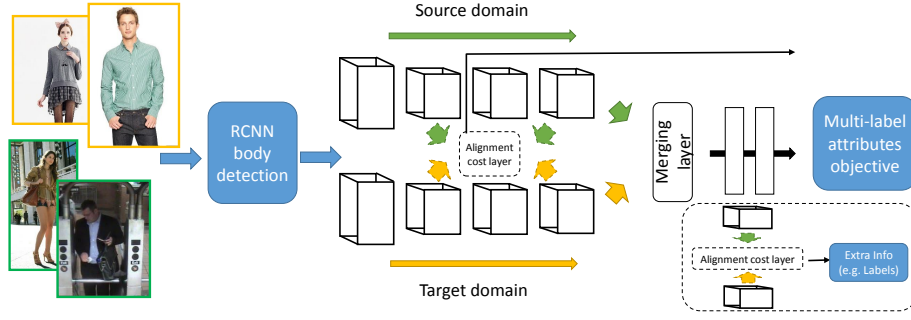 Source domain
RCNN
body
detection
Alignment
cost layer
Merging
layer
Multi-label
attributes
objective
Alignment cost layer
Extra Info
(e.g. Labels)
Target domain